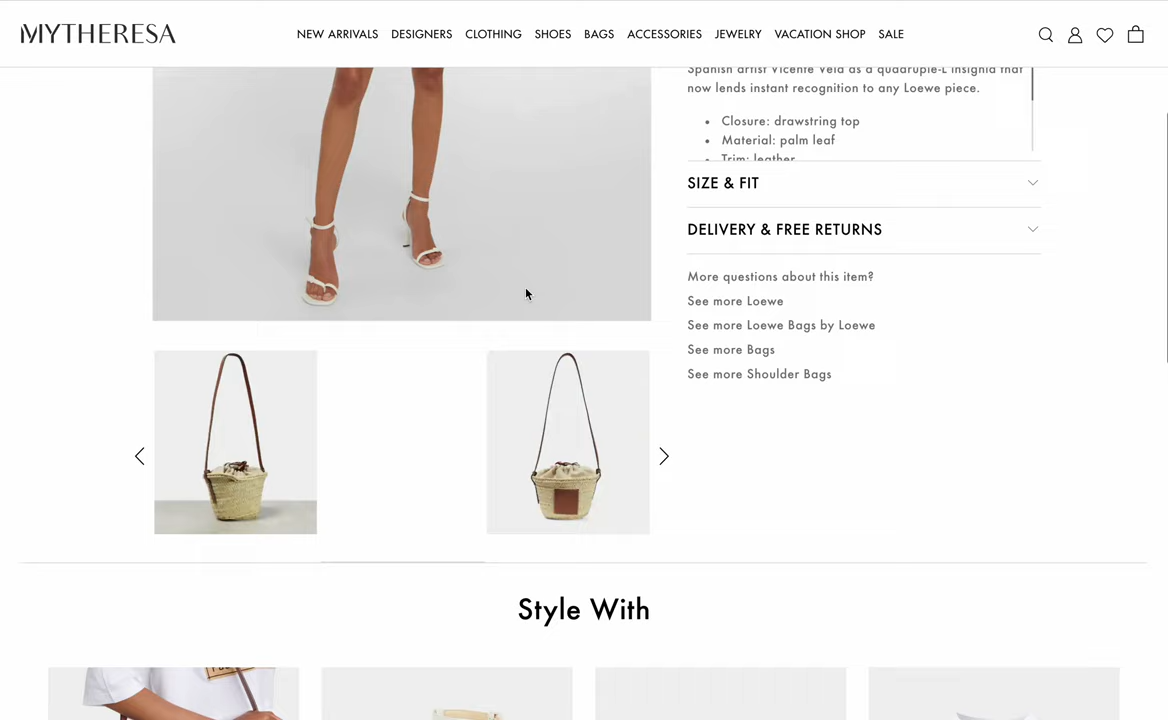 MYTHERESA
NEW ARRIVALS DESIGNERS CLOTHING SHOES BAGS ACCESSORIES JEWELRY VACATION SHOP SALE
Spanish artist Vicente Vela as a quadruple-L insignia that
now lends instant recognition to any Loewe piece.
• Closure: drawstring top
• Material: palm leaf
• Trim: leather
SIZE & FIT
DELIVERY & FREE RETURNS
More questions about this item?
See more Loewe
See more Loewe Bags by Loewe
See more Bags
See more Shoulder Bags
Style With